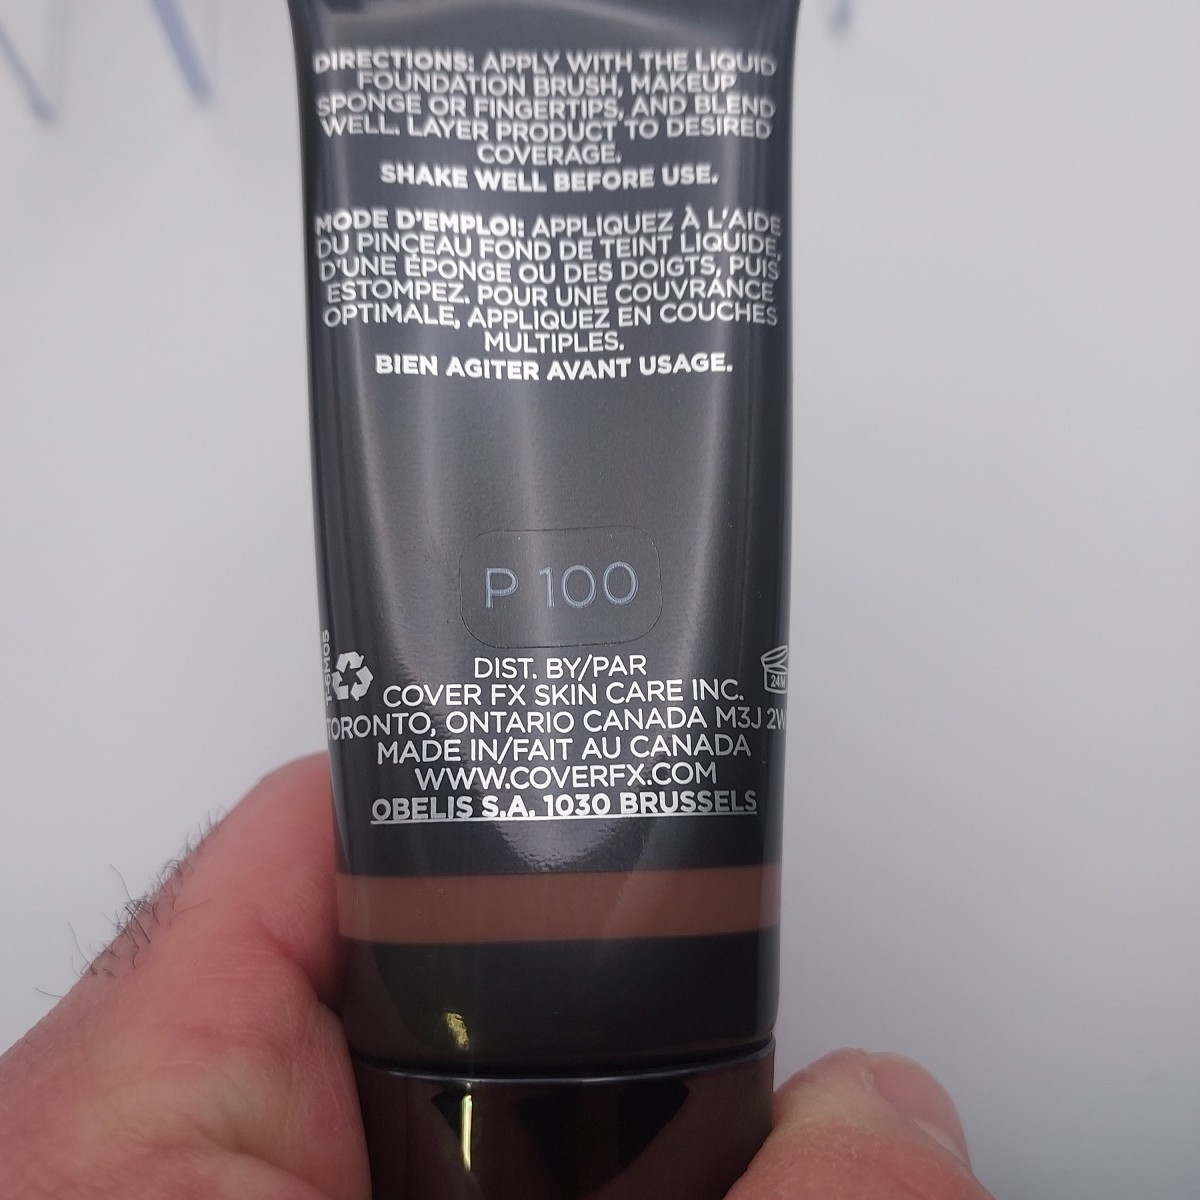 DIRECTIONS: APPLY WITH THE LIQUID
FOUNDATION BRUSH, MAKEUP
SPONGE OR FINGERTIPS, AND BLEND
WELL. LAYER PRODUCT TO DESIRED
COVERAGE.
SHAKE WELL BEFORE USE.
MODE D'EMPLOI: APPLIQUEZ À L'AIDE
DU PINCEAU FOND DE TEINT LIQUIDE,
D'UNE ÉPONGE OU DES DOIGTS, PUIS
ESTOMPEZ. POUR UNE COUVRANCE
OPTIMALE, APPLIQUEZ EN COUCHES
MULTIPLES.
BIEN AGITER AVANT USAGE.
P 100
24M
DIST. BY/PAR
COVER FX SKIN CARE INC.
TORONTO, ONTARIO CANADA M3J
MADE IN/FAIT AU CANADA
WWW.COVERFX.COM
OBELIS S.A. 1030 BRUSSELS